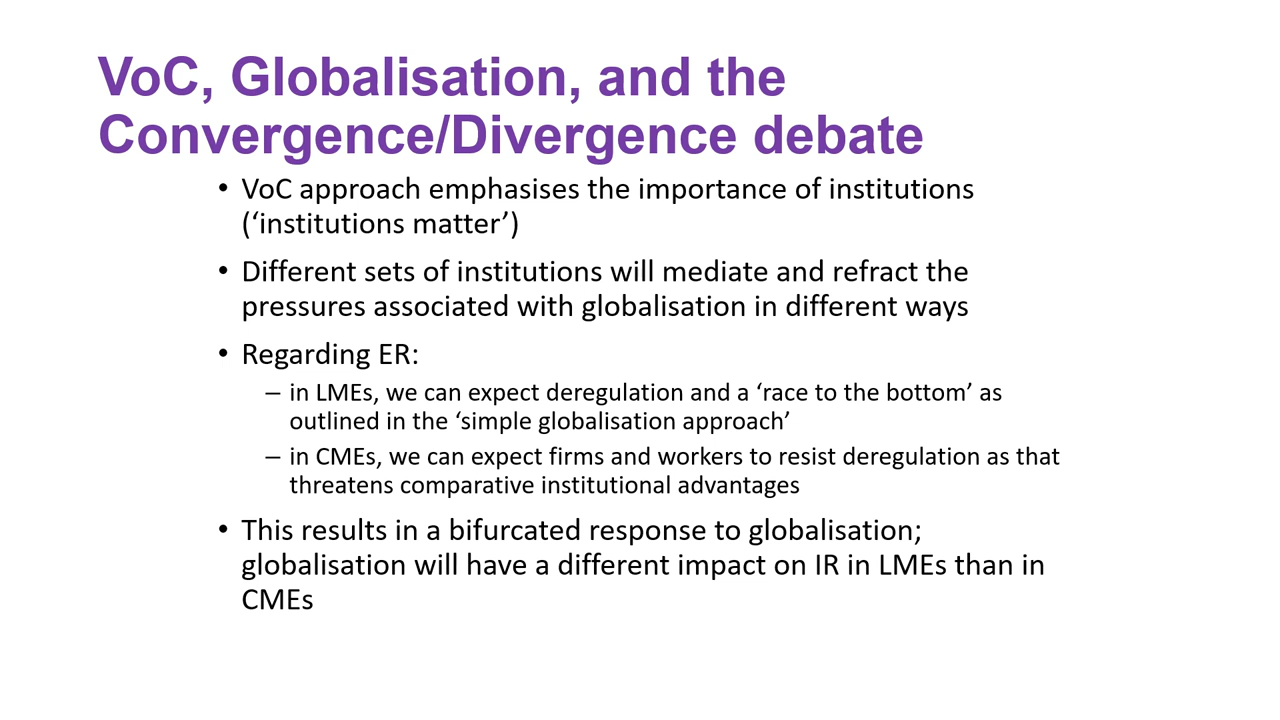 VoC, Globalisation, and the
Convergence/Divergence debate
• VoC approach emphasises the importance of institutions
(‘institutions matter’)
• Different sets of institutions will mediate and refract the
pressures associated with globalisation in different ways
• Regarding ER:
– in LMEs, we can expect deregulation and a ‘race to the bottom’ as
outlined in the ‘simple globalisation approach’
– in CMEs, we can expect firms and workers to resist deregulation as that
threatens comparative institutional advantages
• This results in a bifurcated response to globalisation;
globalisation will have a different impact on IR in LMEs than in
CMEs